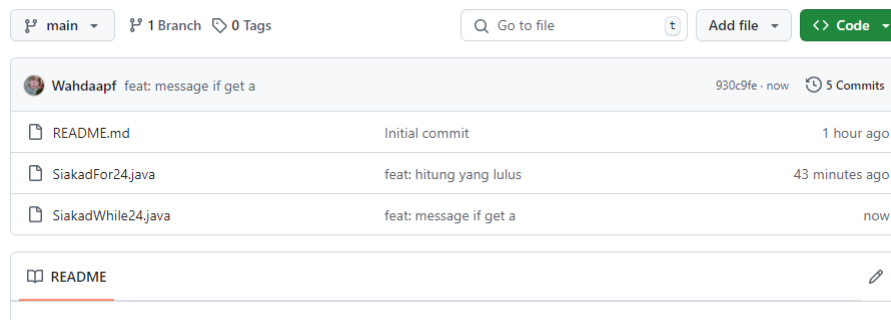 main 1 Branch 0 Tags Go to file t Add file Code
Wahdaapf feat: message if get a 930c9fe · now 5 Commits
README.md Initial commit 1 hour ago
SiakadFor24.java feat: hitung yang lulus 43 minutes ago
SiakadWhile24.java feat: message if get a now
README